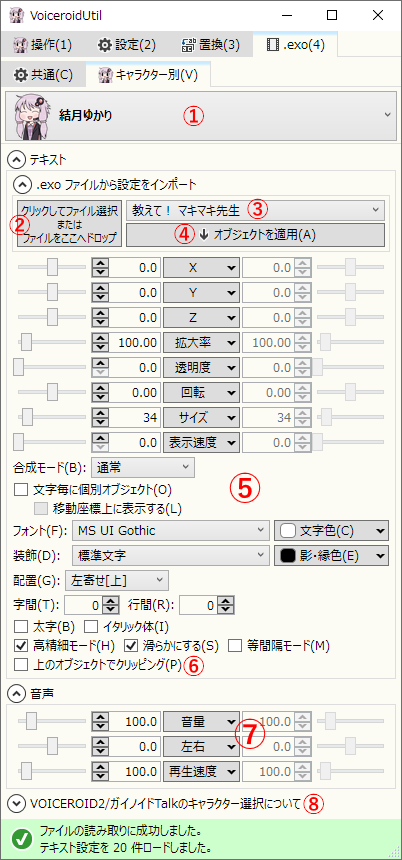 VoiceroidUtil
操作(1) 設定(2) 置換(3) .exo(4)
共通(C) キャラクター別(V)
結月ゆかり ①
テキスト
.exo ファイルから設定をインポート
② クリックしてファイル選択
または
ファイルをここへドロップ
教えて! マキマキ先生 ③
④ オブジェクトを適用(A)
0.0 X 0.0
0.0 Y 0.0
0.0 Z 0.0
100.00 拡大率 100.00
0.0 透明度 0.0
0.00 回転 0.00
34 サイズ 34
0.0 表示速度 0.0
合成モード(B): 通常
文字毎に個別オブジェクト(O) ⑤
移動座標上に表示する(L)
フォント(F): MS UI Gothic 文字色(C)
装飾(D): 標準文字 影・縁色(E)
配置(G): 左寄せ[上]
字間(T): 0 行間(R): 0
太字(B) イタリック体(I)
高精細モード(H) 滑らかにする(S) 等間隔モード(M)
上のオブジェクトでクリッピング(P) ⑥
音声
100.0 音量 100.0
0.0 左右 ⑦ 0.0
100.0 再生速度 100.0
VOICEROID2/ガイノイドTalkのキャラクター選択について ⑧
ファイルの読み取りに成功しました。
テキスト設定を 20 件ロードしました。